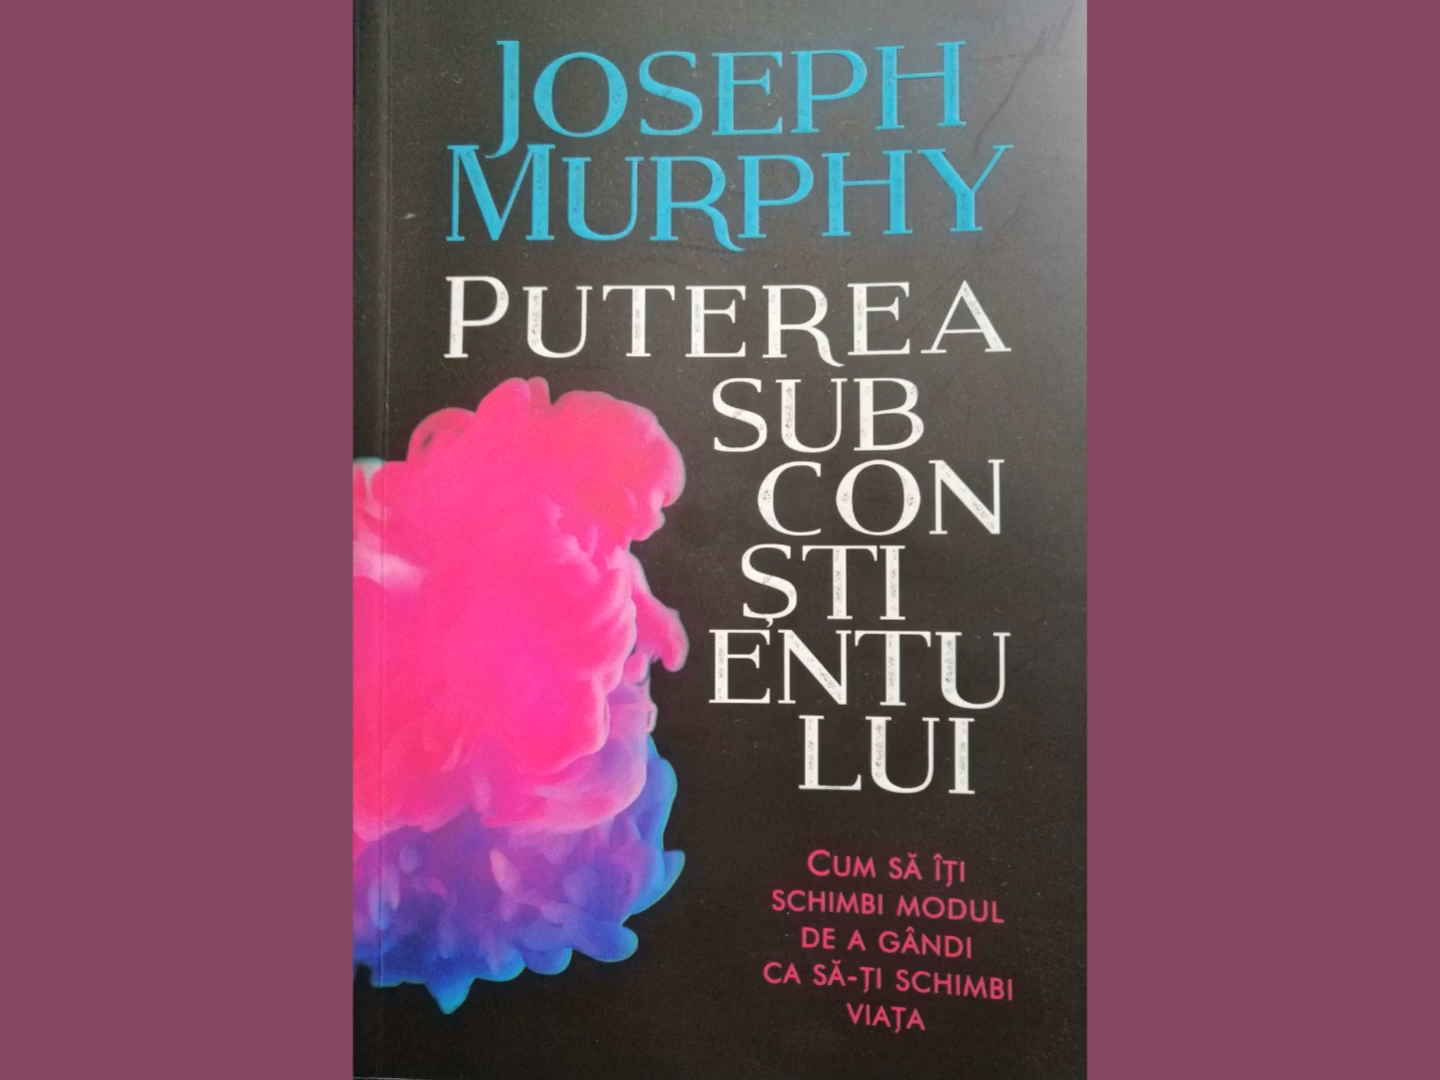 JOSEPH
MURPHY
PUTEREA
SUB
CON
ȘTI
ENTU
LUI
CUM SĂ ÎȚI
SCHIMBI MODUL
DE A GÂNDI
CA SĂ-ȚI SCHIMBI
VIAȚA